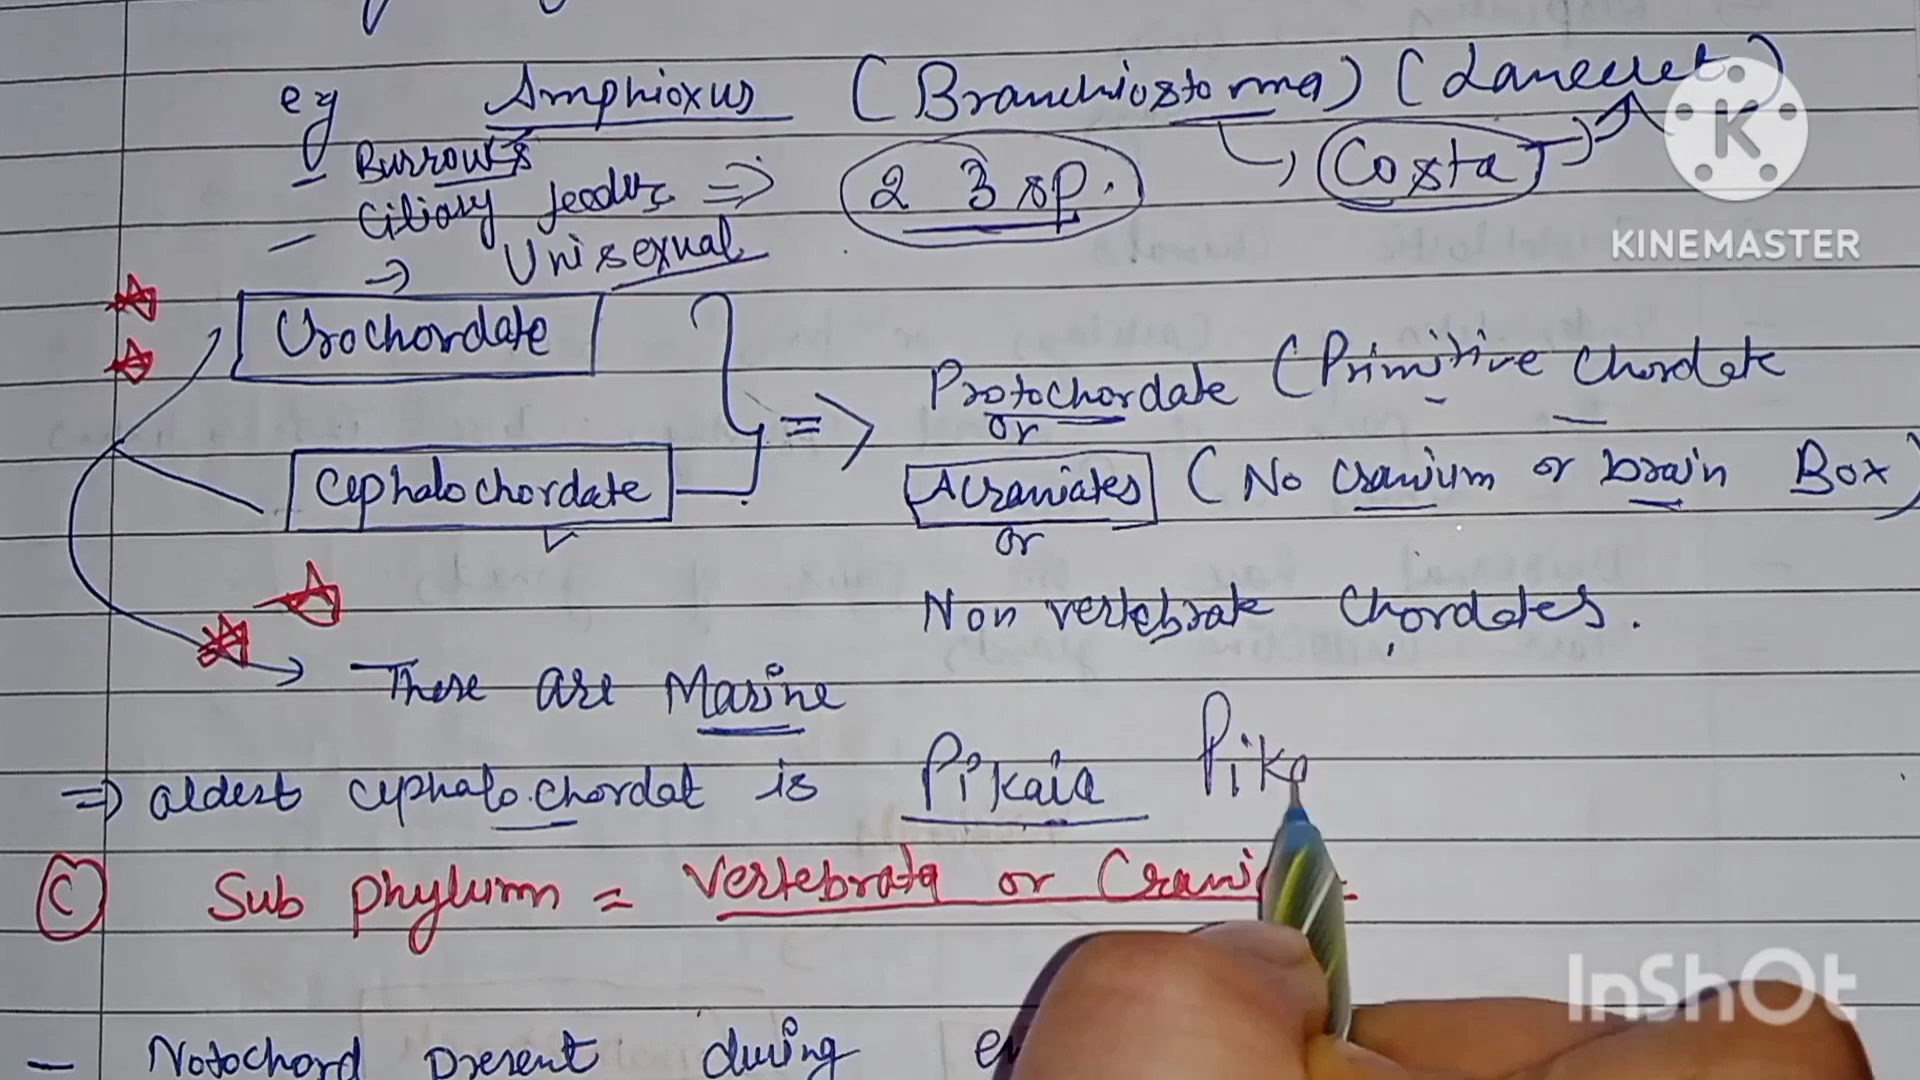 eg Amphioxus (Branchiostoma) (Lancelet)
Burrows
Ciliary feeders => 2 3 sp. Costa
→ Unisexual
Urochordate
Protochordate (Primitive Chordate
or
Cephalochordate => Acraniates (No Cranium or brain Box)
or
Non vertebrate Chordates.
These are Marine
=> oldest cephalo.chordat is Pikaia Pika
C Sub phylum = Vertebrata or Crani
- Notochord present during
KINEMASTER
InShOt